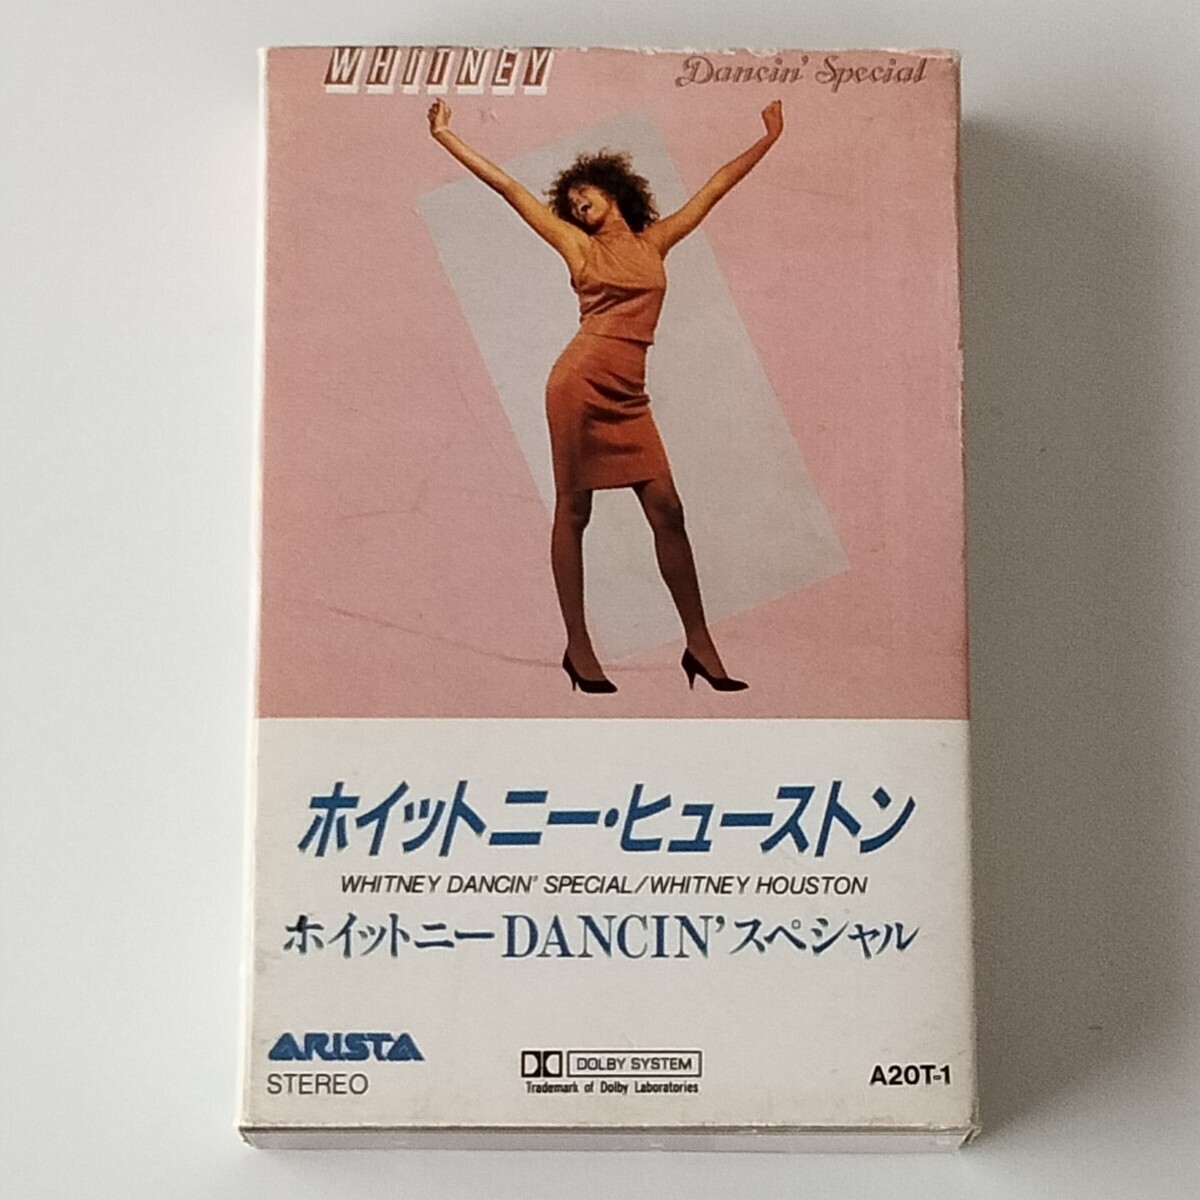 WHITNEY
Dancin' Special
ホイットニー・ヒューストン
WHITNEY DANCIN' SPECIAL/WHITNEY HOUSTON
ホイットニーDANCIN'スペシャル
ARISTA
STEREO
DOLBY SYSTEM
Trademark of Dolby Laboratories
A20T-1